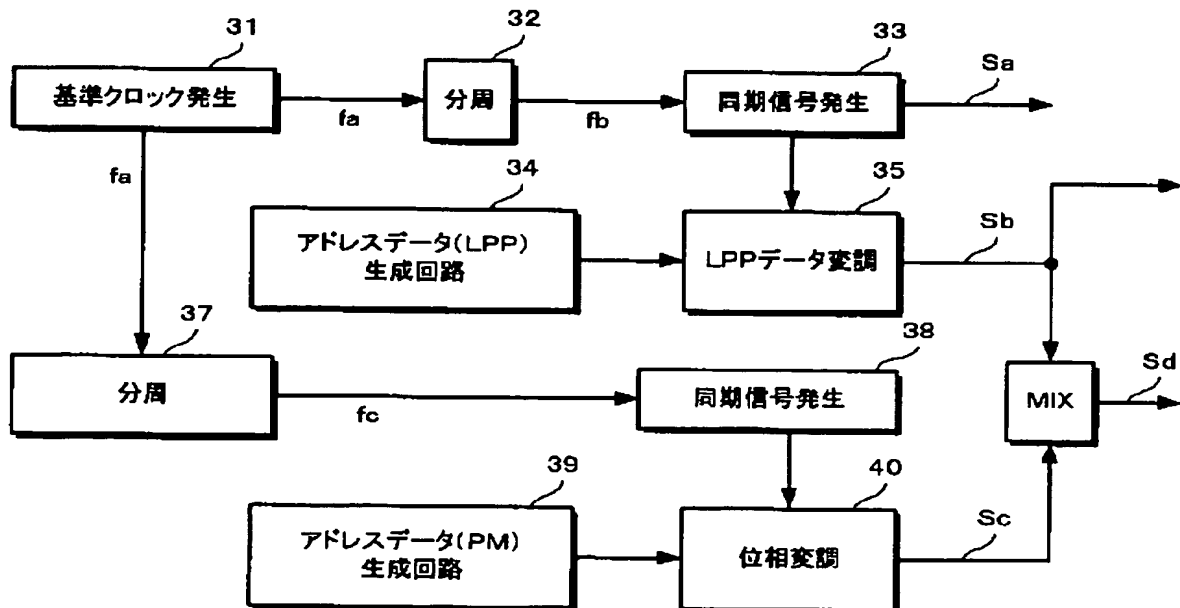 31
基準クロック発生
fa
32
分周
fb
33
同期信号発生
Sa
fa
34
アドレスデータ(LPP)
生成回路
35
LPPデータ変調
Sb
37
分周
fc
38
同期信号発生
MIX
Sd
39
アドレスデータ(PM)
生成回路
40
位相変調
Sc